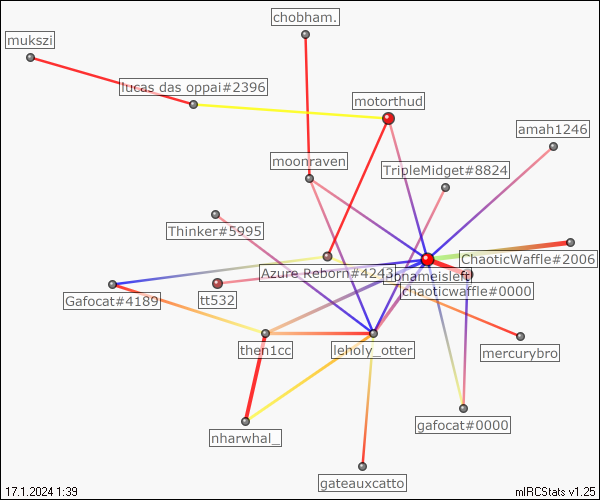 chobham.
mukszi
lucas das oppai#2396
motorthud
amah1246
moonraven
TripleMidget#8824
Thinker#5995
ChaoticWaffle#2006
Azure Reborn#4243
chaoticwaffle#0000
Gafocat#4189
tt532
then1cc
leholy_otter
mercurybro
gafocat#0000
nharwhal_
gateauxcatto
17.1.2024 1:39
mIRCStats v1.25